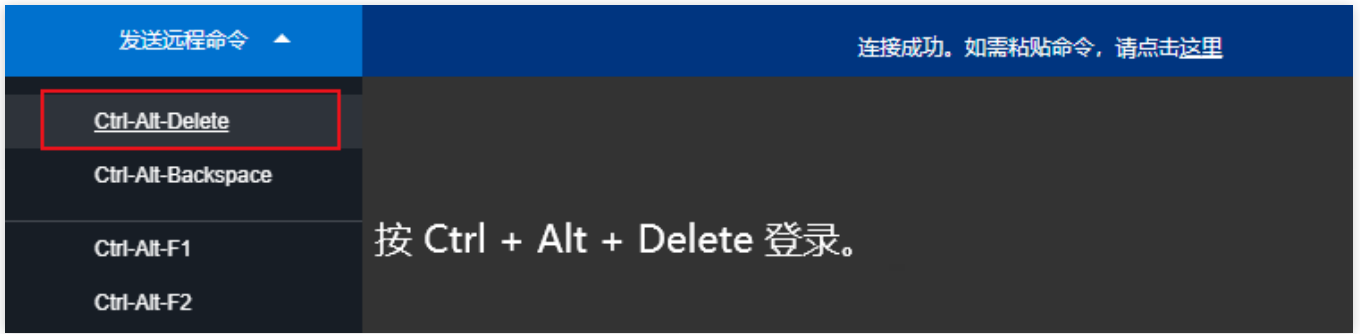 发送远程命令
连接成功。如需粘贴命令，请点击这里
Ctrl-Alt-Delete
Ctrl-Alt-Backspace
按 Ctrl + Alt + Delete 登录。
Ctrl-Alt-F1
Ctrl-Alt-F2